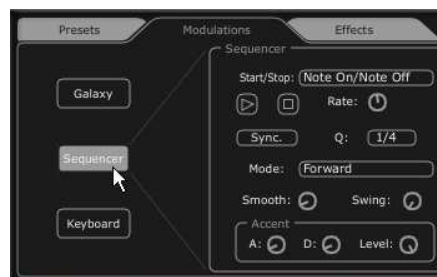 Presets
Modulations
Effects
Galaxy
Sequencer
Keyboard
Sequencer
Start/Stop: Note On/Note Off
Rate:
Sync. Q: 1/4
Mode: Forward
Smooth: Swing:
Accent
A: D: Level: